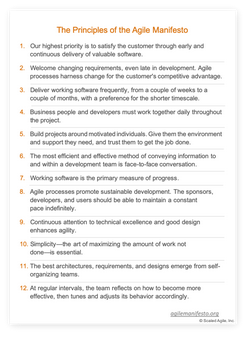 The Principles of the Agile Manifesto
1. Our highest priority is to satisfy the customer through early and
continuous delivery of valuable software.
2. Welcome changing requirements, even late in development. Agile
processes harness change for the customer's competitive advantage.
3. Deliver working software frequently, from a couple of weeks to a
couple of months, with a preference for the shorter timescale.
4. Business people and developers must work together daily throughout
the project.
5. Build projects around motivated individuals. Give them the environment
and support they need, and trust them to get the job done.
6. The most efficient and effective method of conveying information to
and within a development team is face-to-face conversation.
7. Working software is the primary measure of progress.
8. Agile processes promote sustainable development. The sponsors,
developers, and users should be able to maintain a constant
pace indefinitely.
9. Continuous attention to technical excellence and good design
enhances agility.
10. Simplicity—the art of maximizing the amount of work not
done—is essential.
11. The best architectures, requirements, and designs emerge from self-
organizing teams.
12. At regular intervals, the team reflects on how to become more
effective, then tunes and adjusts its behavior accordingly.
agilemanifesto.org
© Scaled Agile, Inc.